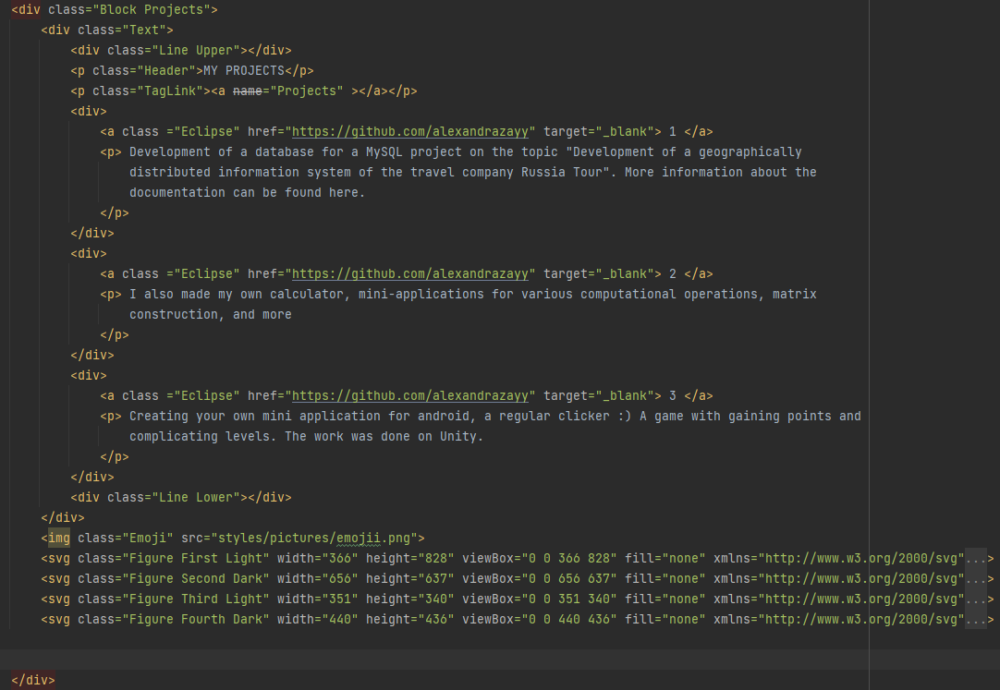 <div class="Block Projects">
<div class="Text">
<div class="Line Upper"></div>
<p class="Header">MY PROJECTS</p>
<p class="TagLink"><a name="Projects" ></a></p>
<div>
<a class ="Eclipse" href="https://github.com/alexandrazayy" target="_blank"> 1 </a>
<p> Development of a database for a MySQL project on the topic "Development of a geographically
distributed information system of the travel company Russia Tour". More information about the
documentation can be found here.
</p>
</div>
<div>
<a class ="Eclipse" href="https://github.com/alexandrazayy" target="_blank"> 2 </a>
<p> I also made my own calculator, mini-applications for various computational operations, matrix
construction, and more
</p>
</div>
<div>
<a class ="Eclipse" href="https://github.com/alexandrazayy" target="_blank"> 3 </a>
<p> Creating your own mini application for android, a regular clicker :) A game with gaining points and
complicating levels. The work was done on Unity.
</p>
</div>
<div class="Line Lower"></div>
</div>
<img class="Emoji" src="styles/pictures/emojii.png">
<svg class="Figure First Light" width="366" height="828" viewBox="0 0 366 828" fill="none" xmlns="http://www.w3.org/2000/svg"...>
<svg class="Figure Second Dark" width="656" height="637" viewBox="0 0 656 637" fill="none" xmlns="http://www.w3.org/2000/svg"...>
<svg class="Figure Third Light" width="351" height="340" viewBox="0 0 351 340" fill="none" xmlns="http://www.w3.org/2000/svg"...>
<svg class="Figure Fourth Dark" width="440" height="436" viewBox="0 0 440 436" fill="none" xmlns="http://www.w3.org/2000/svg"...>
</div>